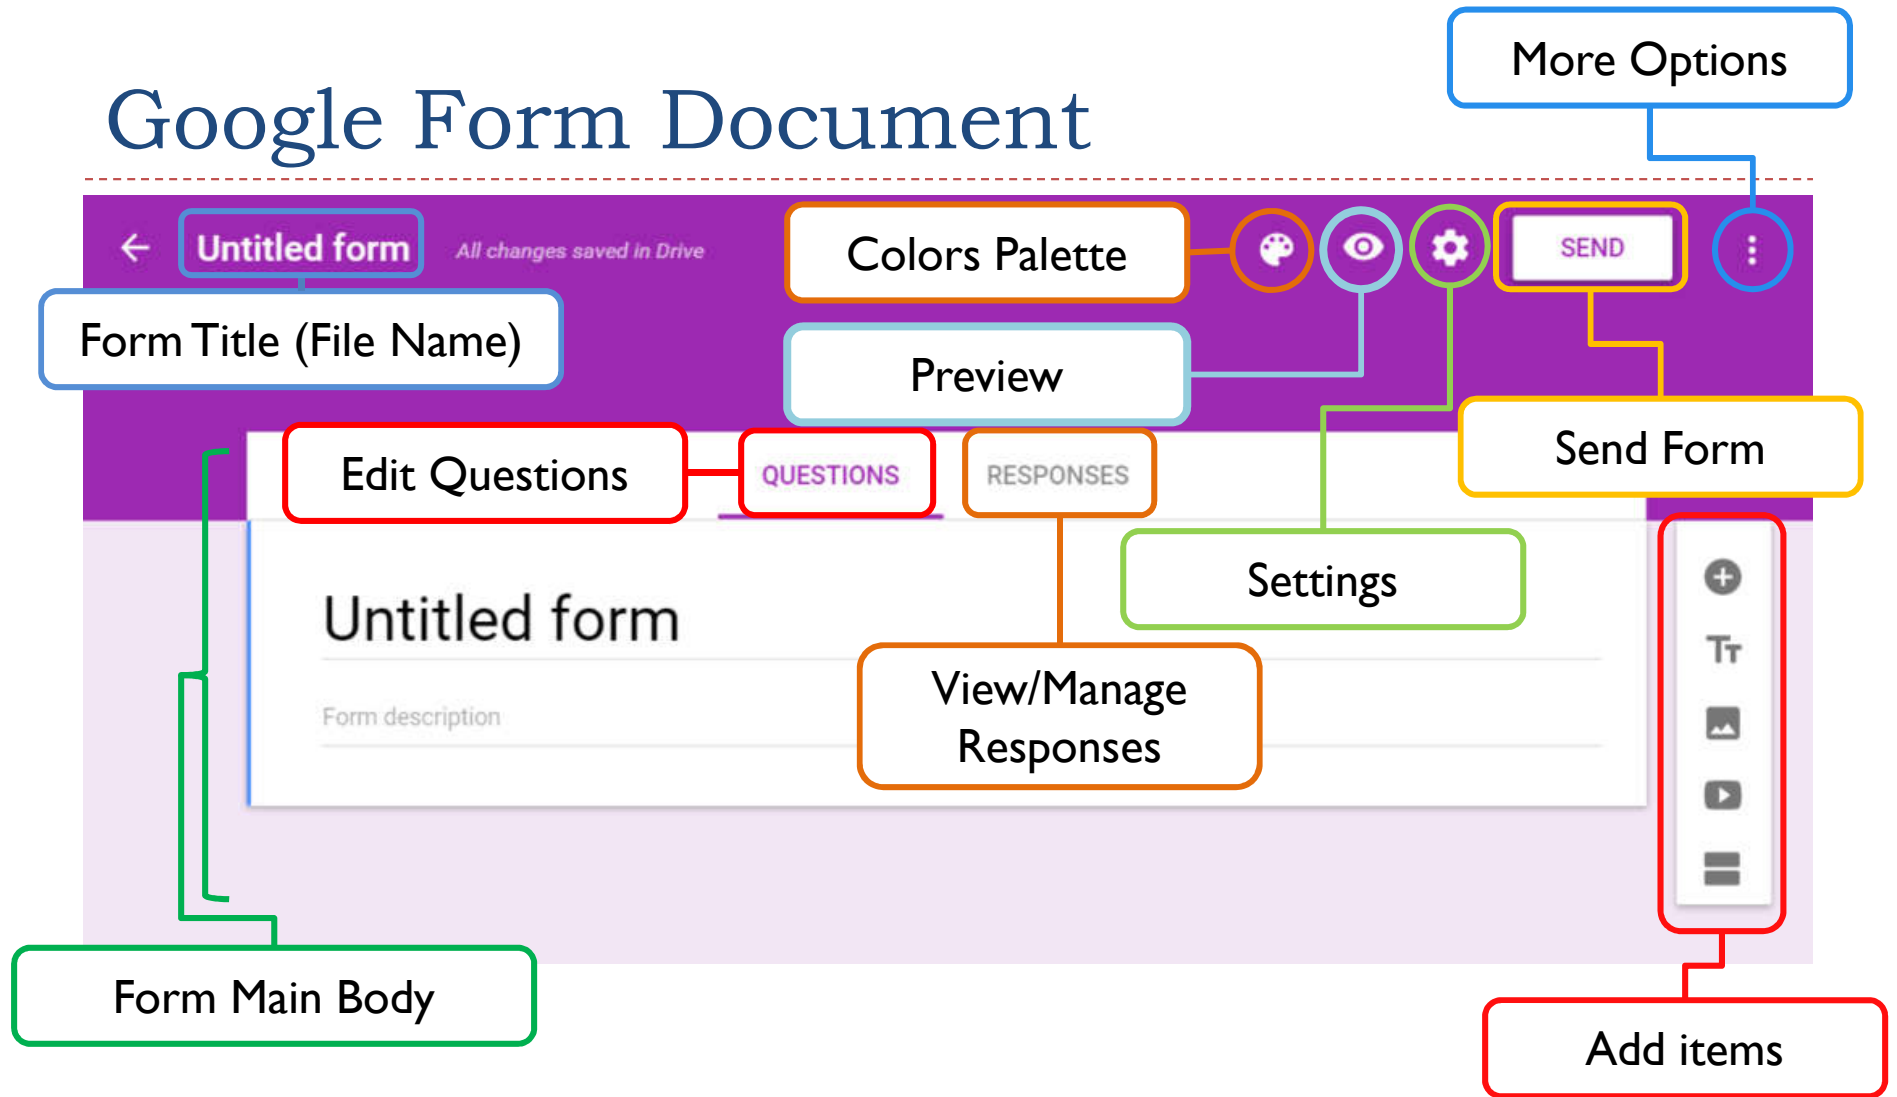 More Options
Google Form Document
Untitled form
All changes saved in Drive
Colors Palette
SEND
Form Title (File Name)
Preview
Edit Questions
QUESTIONS
RESPONSES
Send Form
Settings
Untitled form
Form description
View/Manage
Responses
Tт
Form Main Body
Add items